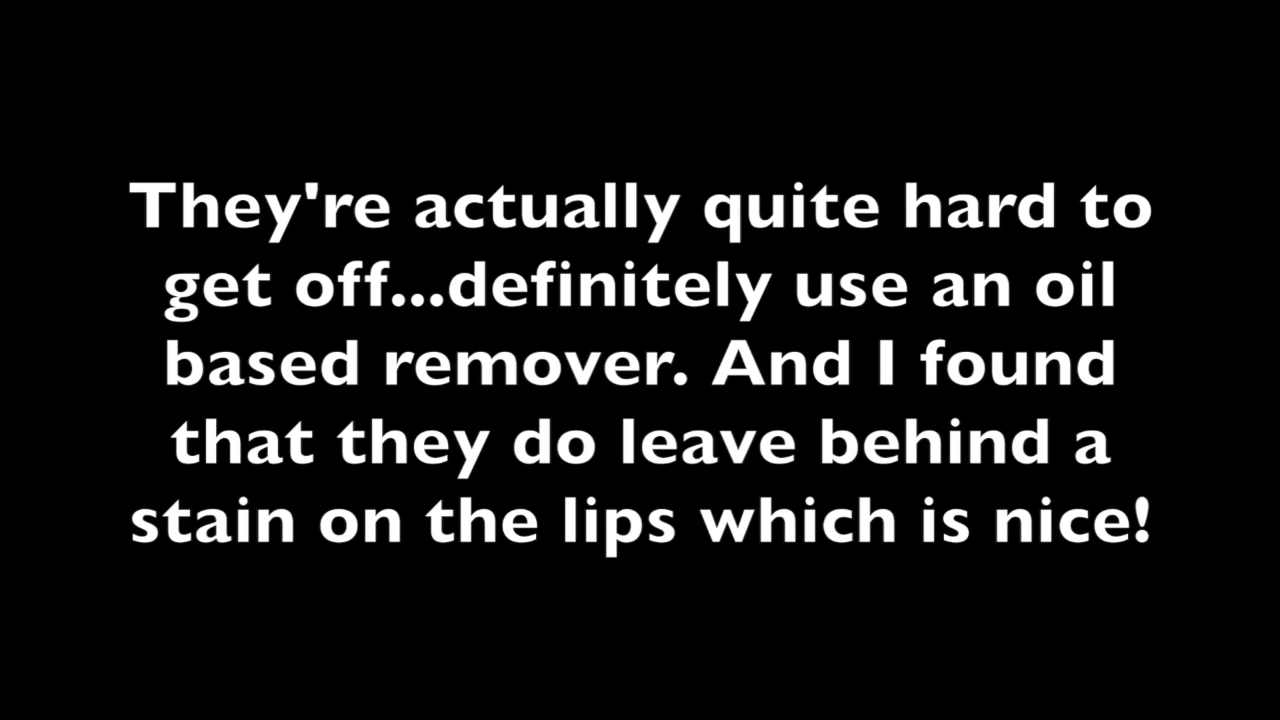 They're actually quite hard to
get off...definitely use an oil
based remover. And I found
that they do leave behind a
stain on the lips which is nice!